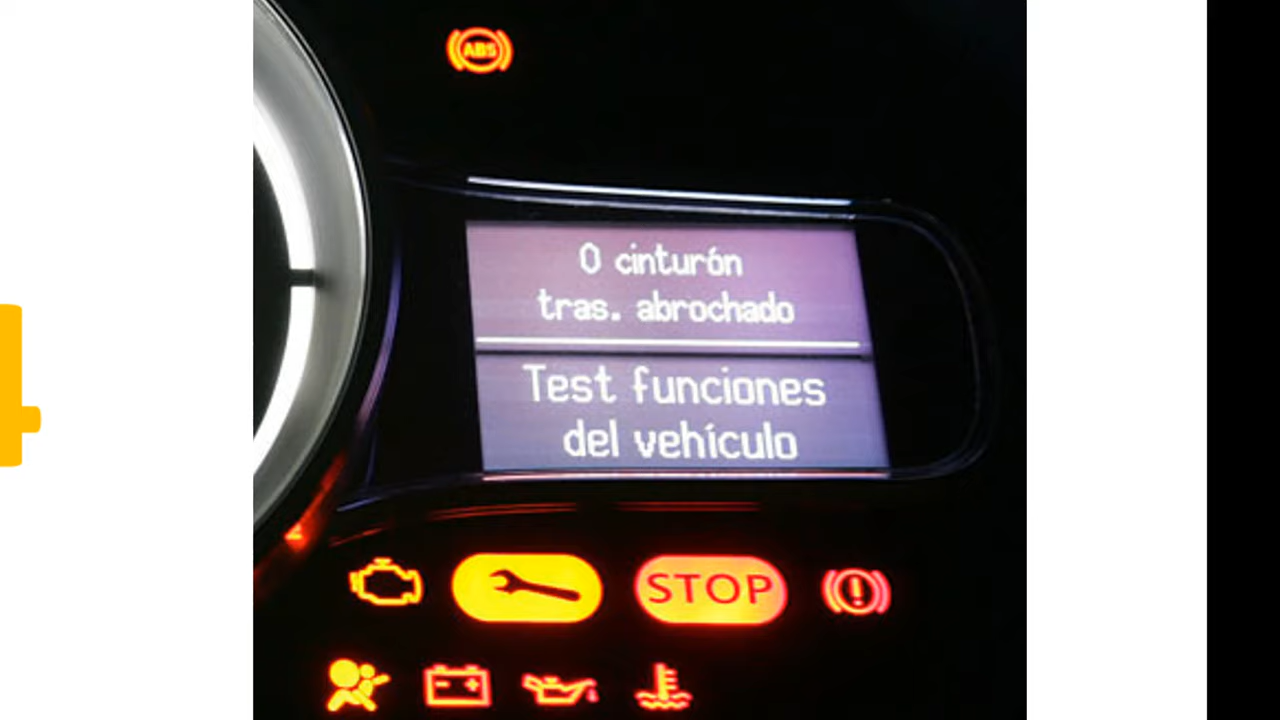 ABS
0 cinturón
tras. abrochado
Test funciones
del vehículo
STOP